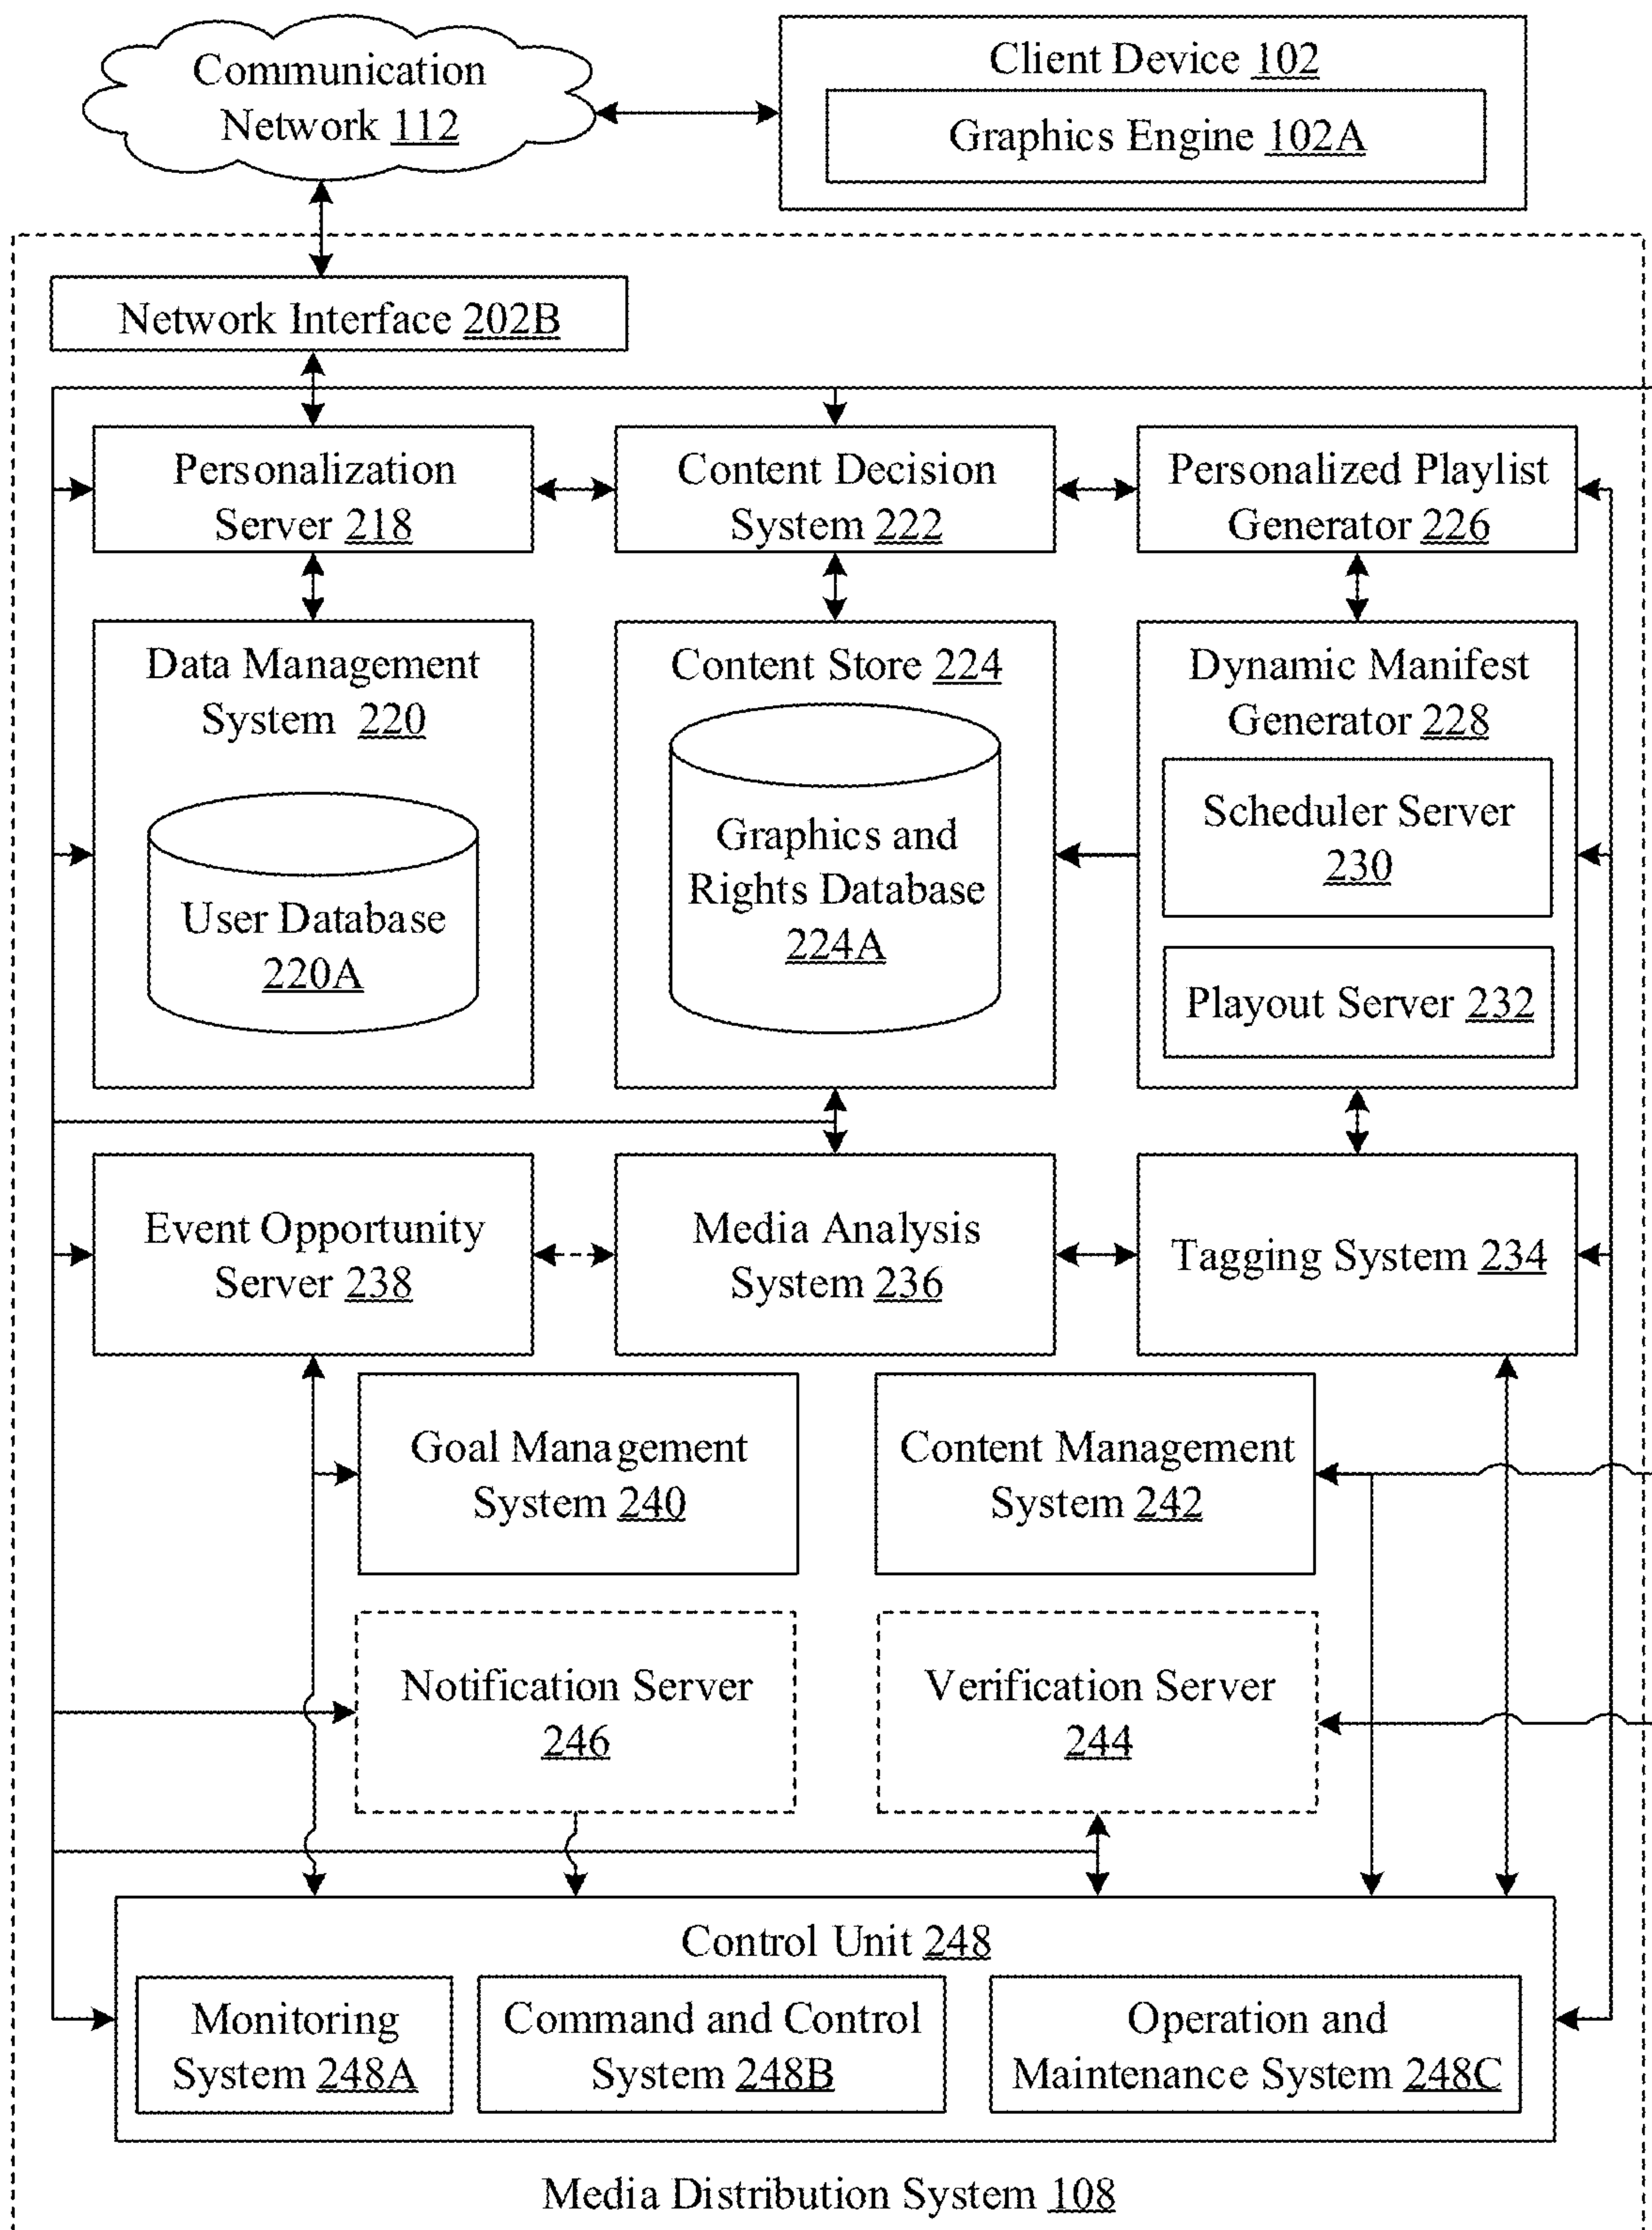 Communication
Network 112
Client Device 102
Graphics Engine 102A
Network Interface 202B
Personalization
Server 218
Content Decision
System 222
Personalized Playlist
Generator 226
Data Management
System 220
User Database
220A
Content Store 224
Graphics and
Rights Database
224A
Dynamic Manifest
Generator 228
Scheduler Server
230
Playout Server 232
Event Opportunity
Server 238
Media Analysis
System 236
Tagging System 234
Goal Management
System 240
Content Management
System 242
Notification Server
246
Verification Server
244
Control Unit 248
Monitoring
System 248A
Command and Control
System 248B
Operation and
Maintenance System 248C
Media Distribution System 108